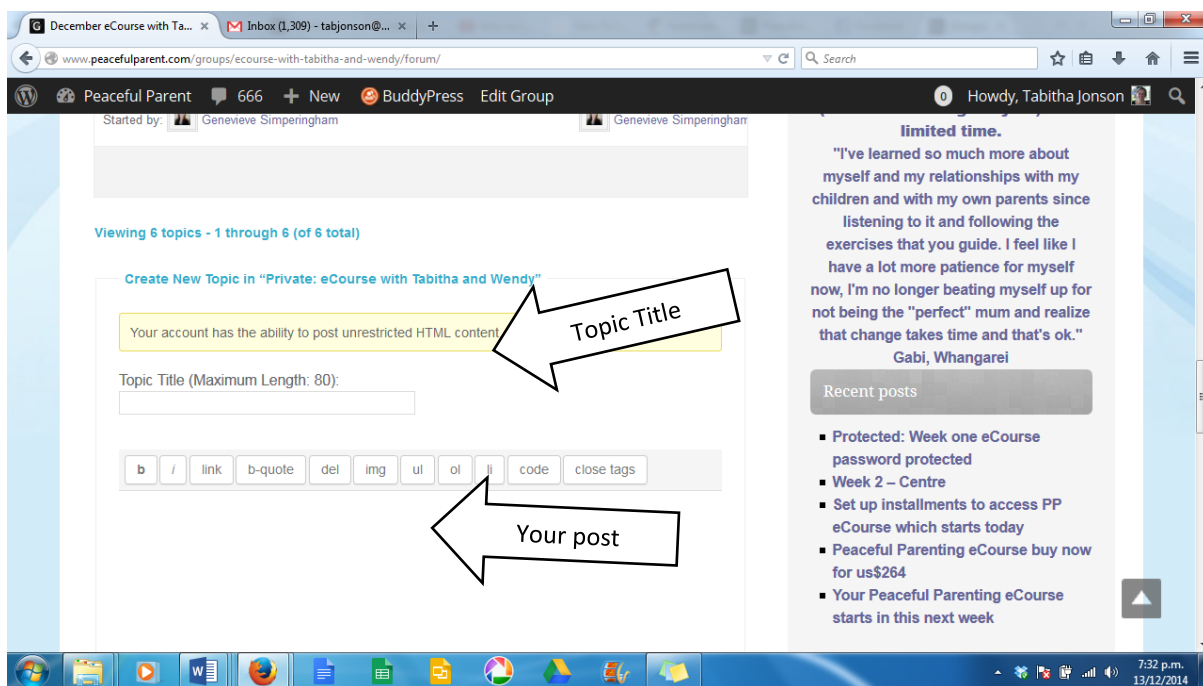 December eCourse with Ta... × Inbox (1,309) - tabjonson@... × +
www.peacefulparent.com/groups/ecourse-with-tabitha-and-wendy/forum/ Search
Peaceful Parent 666 + New BuddyPress Edit Group 0 Howdy, Tabitha Jonson
Started by: Genevieve Simperingham Genevieve Simperingham
Viewing 6 topics - 1 through 6 (of 6 total)
Create New Topic in “Private: eCourse with Tabitha and Wendy”
Your account has the ability to post unrestricted HTML content
Topic Title
Topic Title (Maximum Length: 80):
b i link b-quote del img ul ol li code close tags
Your post
limited time.
"I've learned so much more about
myself and my relationships with my
children and with my own parents since
listening to it and following the
exercises that you guide. I feel like I
have a lot more patience for myself
now, I'm no longer beating myself up for
not being the "perfect" mum and realize
that change takes time and that's ok."
Gabi, Whangarei
Recent posts
Protected: Week one eCourse
password protected
Week 2 – Centre
Set up installments to access PP
eCourse which starts today
Peaceful Parenting eCourse buy now
for us$264
Your Peaceful Parenting eCourse
starts in this next week
7:32 p.m.
13/12/2014